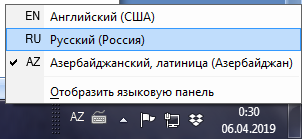 EN Английский (США)
RU Русский (Россия)
AZ Азербайджанский, латиница (Азербайджан)
Отобразить языковую панель
AZ 0:30
06.04.2019